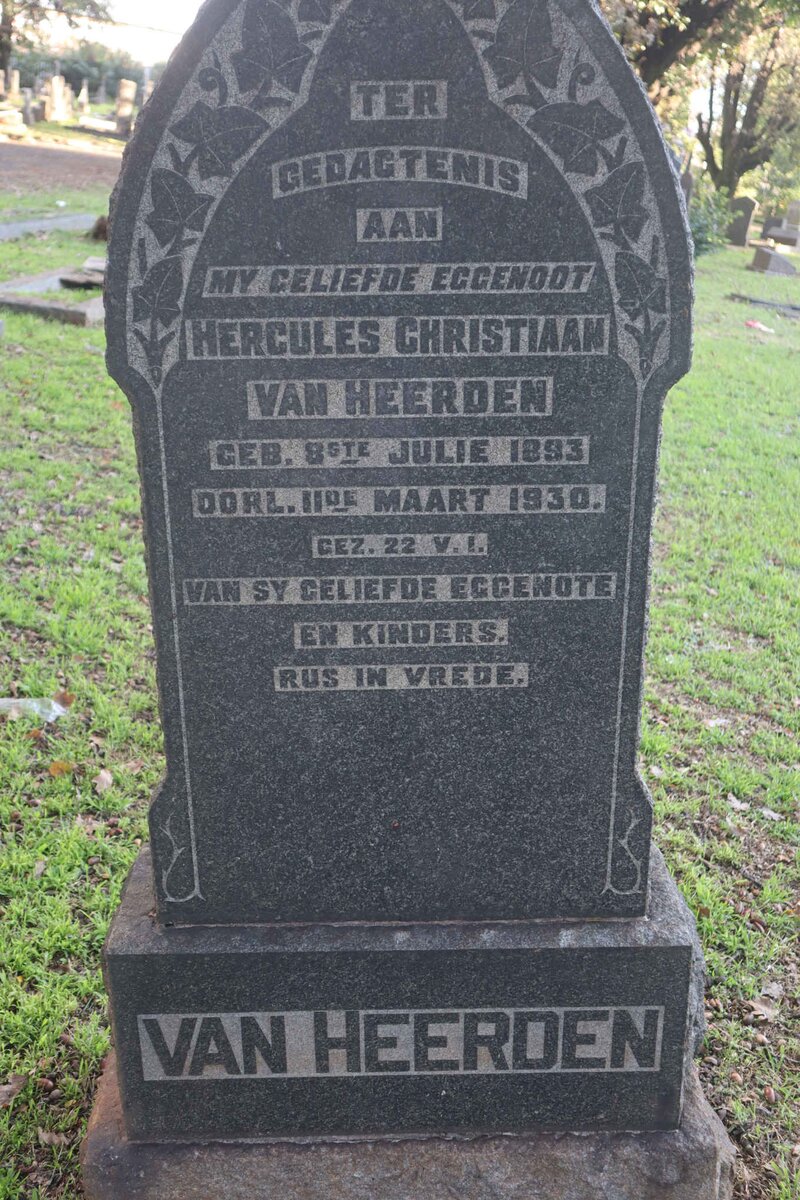 TER
GEDAGTENIS
AAN
MY GELIEFDE EGGENOOT
HERCULES CHRISTIAAN
VAN HEERDEN
GEB. 8STE JULIE 1893
OORL. 11DE MAART 1930.
GEZ. 22 V. 1.
VAN SY GELIEFDE EGGENOTE
EN KINDERS.
RUS IN VREDE.
VAN HEERDEN